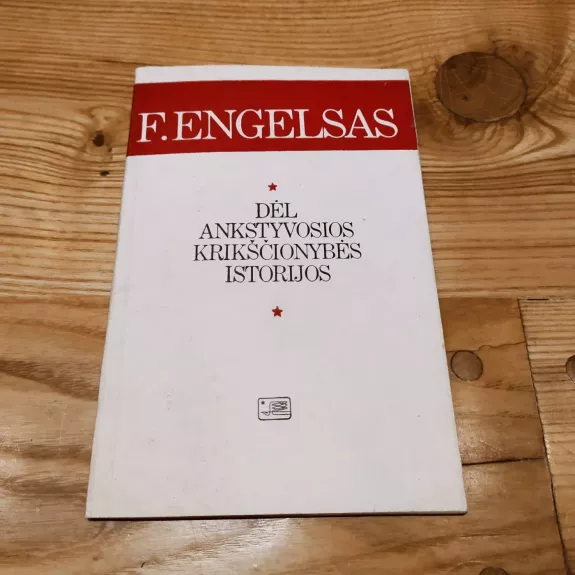 F. ENGELSAS
DĖL
ANKSTYVOSIOS
KRIKŠČIONYBĖS
ISTORIJOS